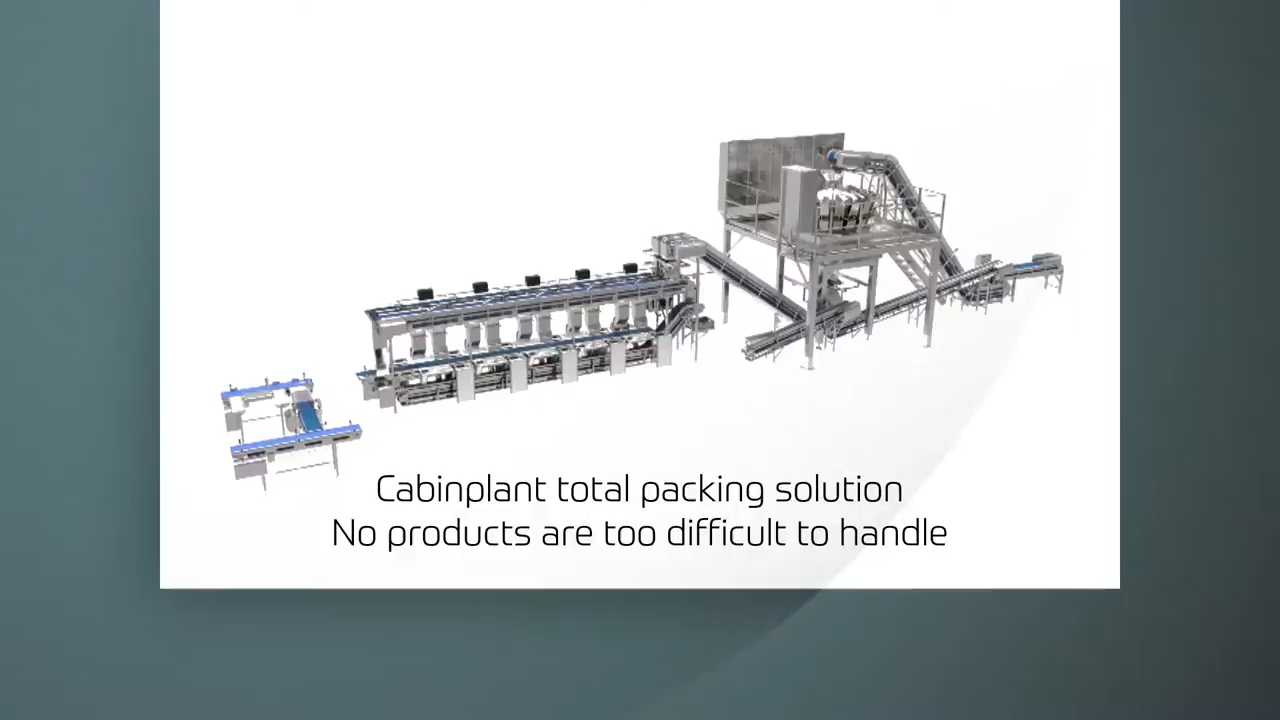 Cabinplant total packing solution
No products are too difficult to handle